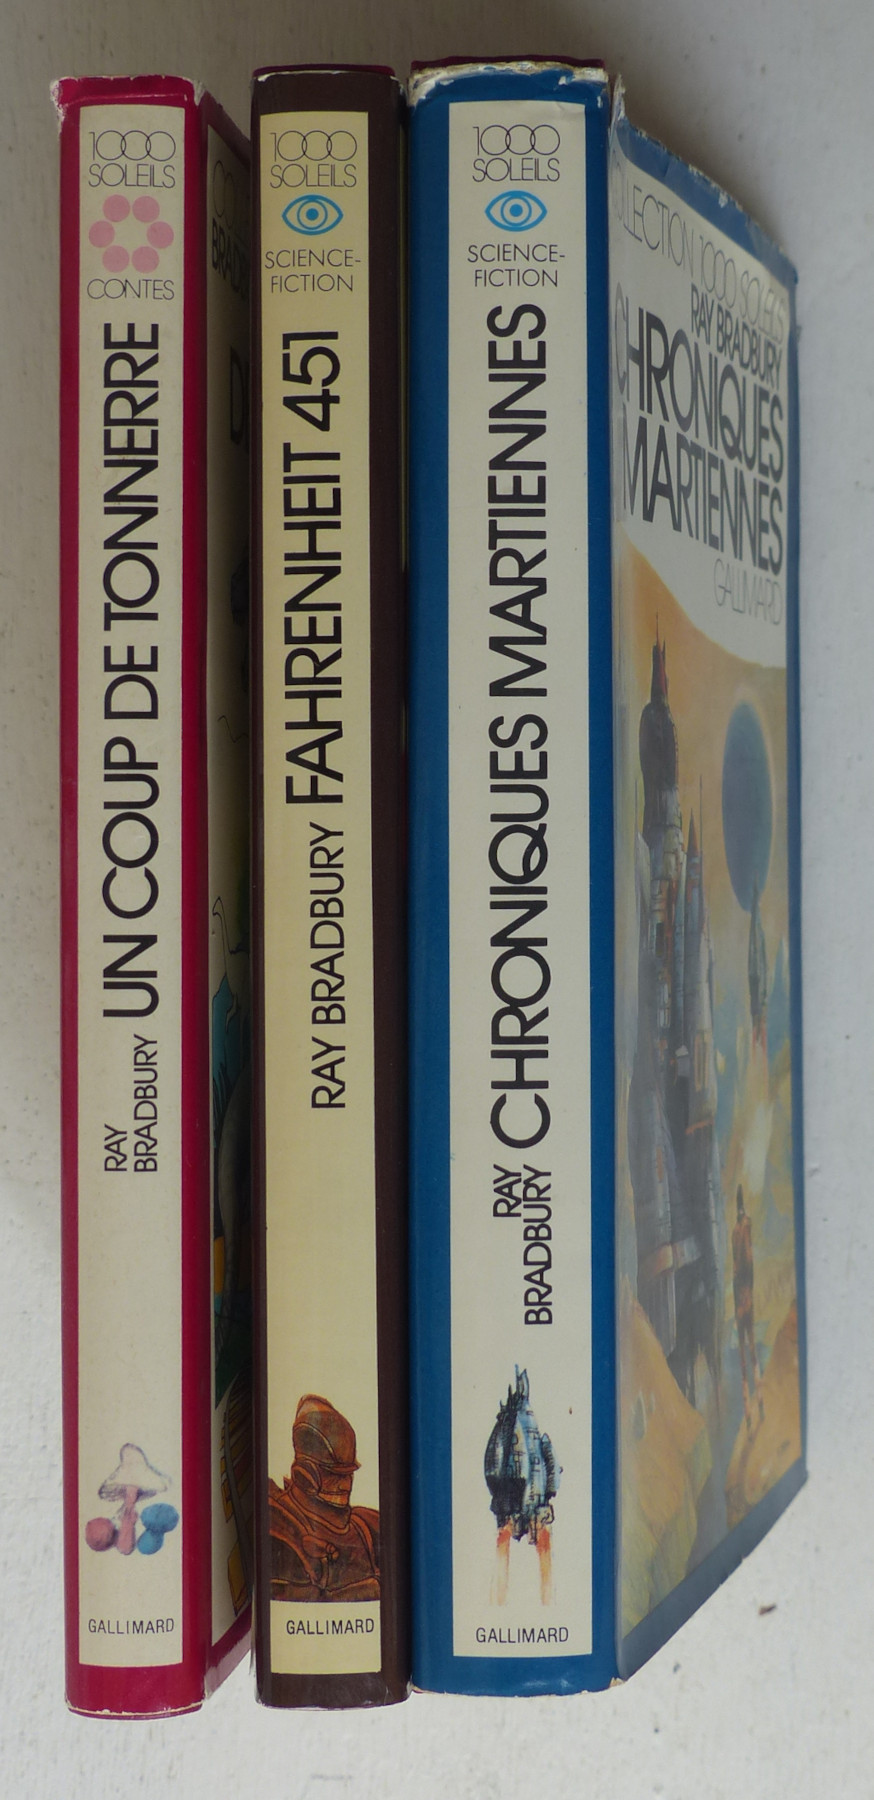 1000
SOLEILS
CONTES
RAY
BRADBURY
UN COUP DE TONNERRE
GALLIMARD
1000
SOLEILS
SCIENCE-
FICTION
RAY BRADBURY FAHRENHEIT 451
GALLIMARD
1000
SOLEILS
SCIENCE-
FICTION
RAY
BRADBURY
CHRONIQUES MARTIENNES
GALLIMARD
COLLECTION 1000 SOLEILS
RAY BRADBURY
CHRONIQUES
MARTIENNES
GALLIMARD